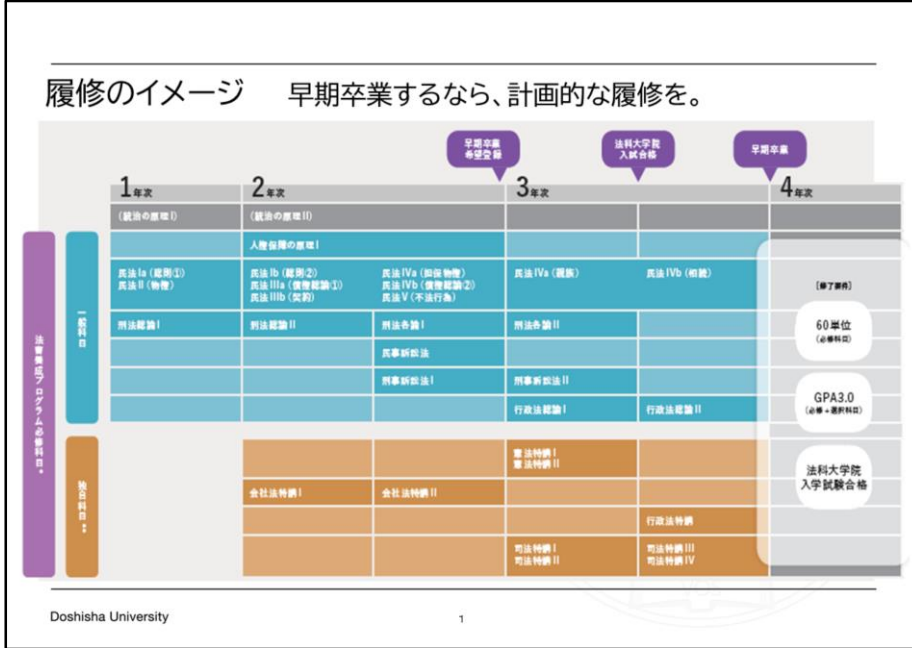 履修のイメージ 早期卒業するなら、計画的な履修を。
早期卒業
希望登録
法科大学院
入試合格
早期卒業
1年次
2年次
3年次
4年次
(統治の原理I)
(統治の原理II)
人権保障の原理I
民法Ia(総則①)
民法II(物権)
民法Ib(総則②)
民法IIIa(債権総論①)
民法IIIb(契約)
民法IVa(担保物権)
民法IVb(債権総論②)
民法V(不法行為)
民法IVa(親族)
民法IVb(相続)
刑法総論I
刑法総論II
刑法各論I
刑法各論II
民事訴訟法
刑事訴訟法I
刑事訴訟法II
行政法総論I
行政法総論II
憲法特講I
憲法特講II
会社法特講I
会社法特講II
行政法特講
司法特講I
司法特講II
司法特講III
司法特講IV
法曹養成プログラム必修科目*
一般科目
独自科目**
[修了要件]
60単位
(必修科目)
GPA3.0
(必修+選択科目)
法科大学院
入学試験合格
Doshisha University
1